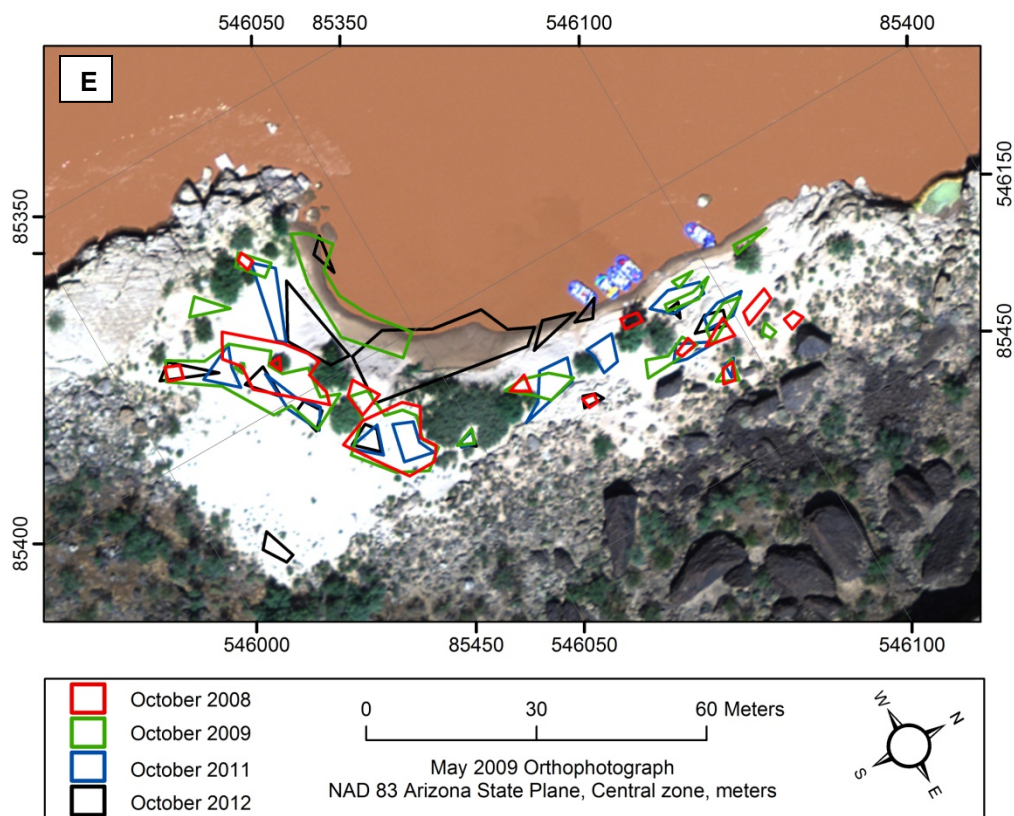 546050 85350 546100 85400
E
546150
85350
85450
85400
546000 85450 546050 546100
October 2008
October 2009
October 2011
October 2012
0 30 60 Meters
May 2009 Orthophotograph
NAD 83 Arizona State Plane, Central zone, meters
W N
S E